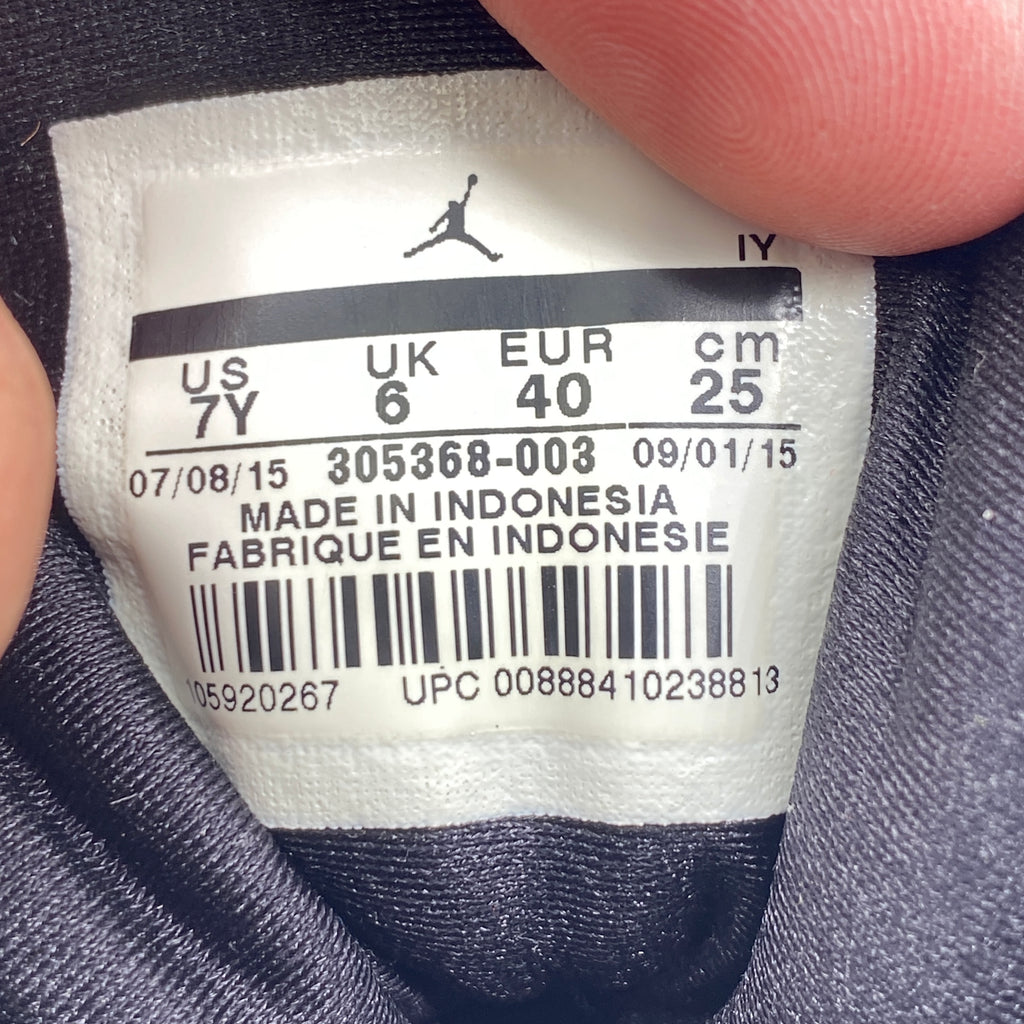 IY
US UK EUR cm
7Y 6 40 25
07/08/15 305368-003 09/01/15
MADE IN INDONESIA
FABRIQUE EN INDONESIE
105920267 UPC 00888410238813